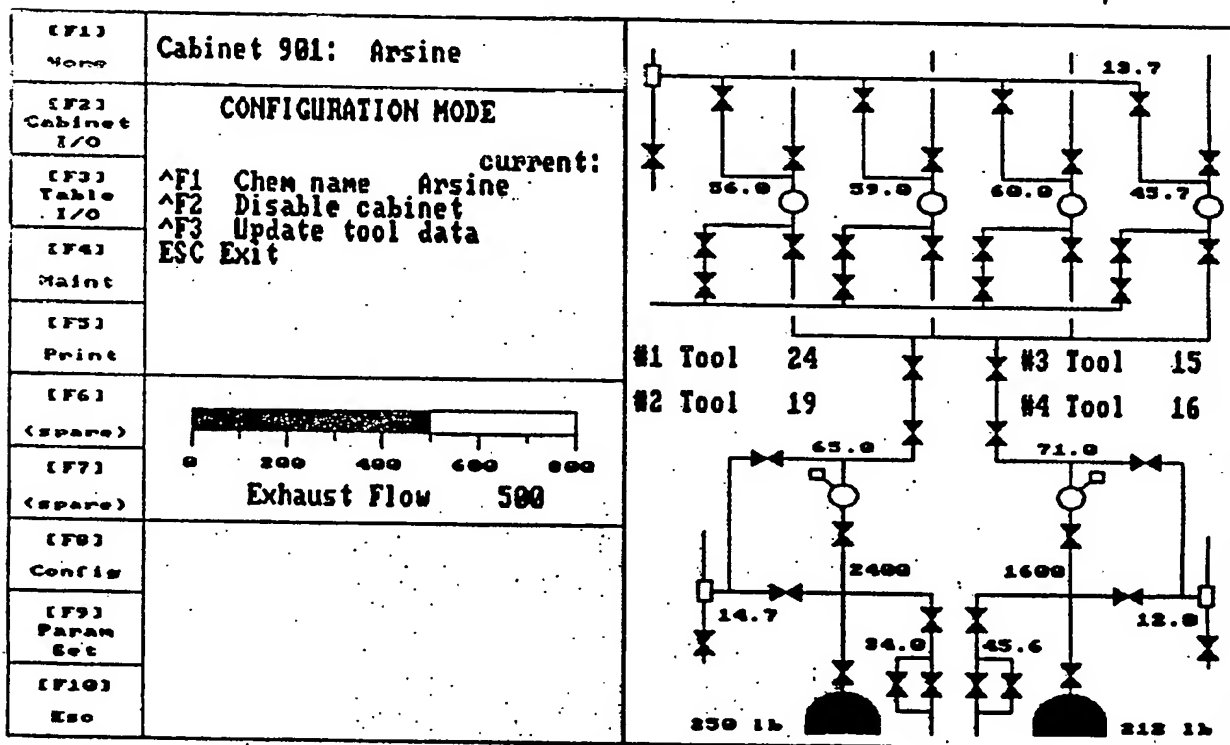 [F1]
More
[F2]
Cabinet
I/O
[F3]
Table
I/O
[F4]
Maint
[F5]
Print
[F6]
(spare)
[F7]
(spare)
[F8]
Config
[F9]
Param
Set
[F10]
Esc
Cabinet 901: Arsine
CONFIGURATION MODE
current:
^F1 Chem name Arsine
^F2 Disable cabinet
^F3 Update tool data
ESC Exit
0 200 400 600 800
Exhaust Flow 500
13.7
56.0 59.0 60.0 45.7
#1 Tool 24 #3 Tool 15
#2 Tool 19 #4 Tool 16
65.0 71.0
2400 1600
14.7 12.8
34.0 45.6
250 lb 212 lb